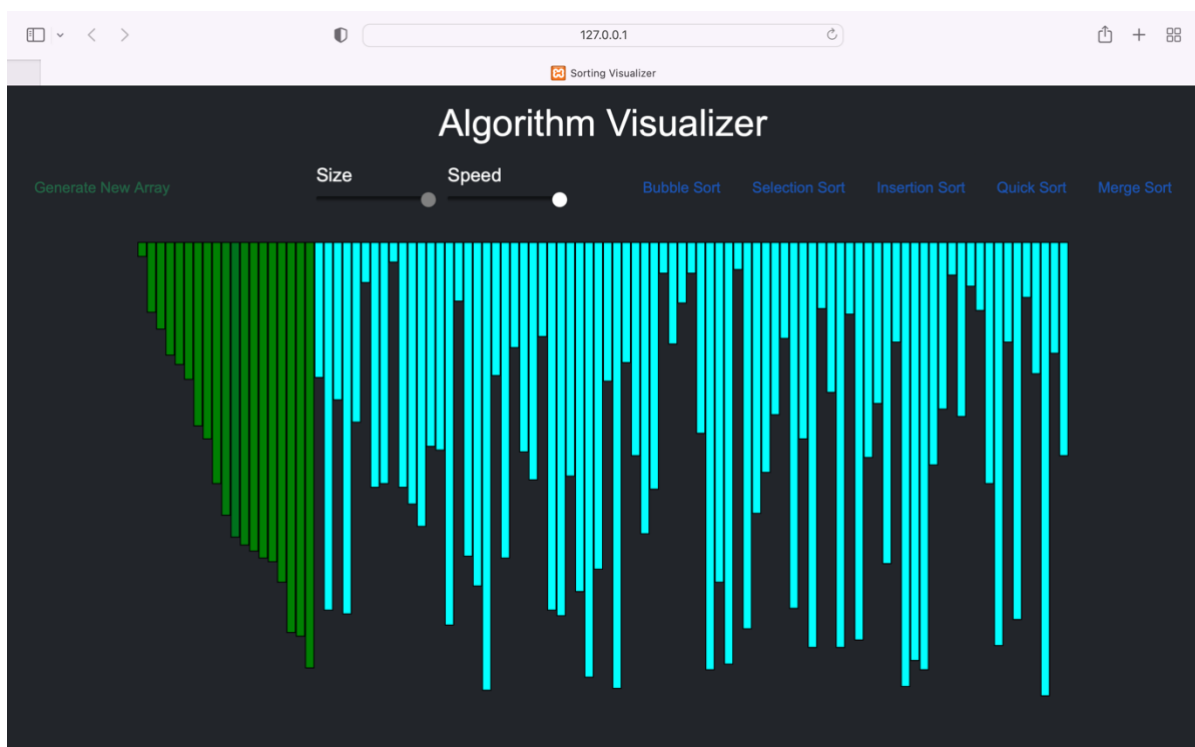 127.0.0.1
Sorting Visualizer
Algorithm Visualizer
Generate New Array
Size
Speed
Bubble Sort
Selection Sort
Insertion Sort
Quick Sort
Merge Sort